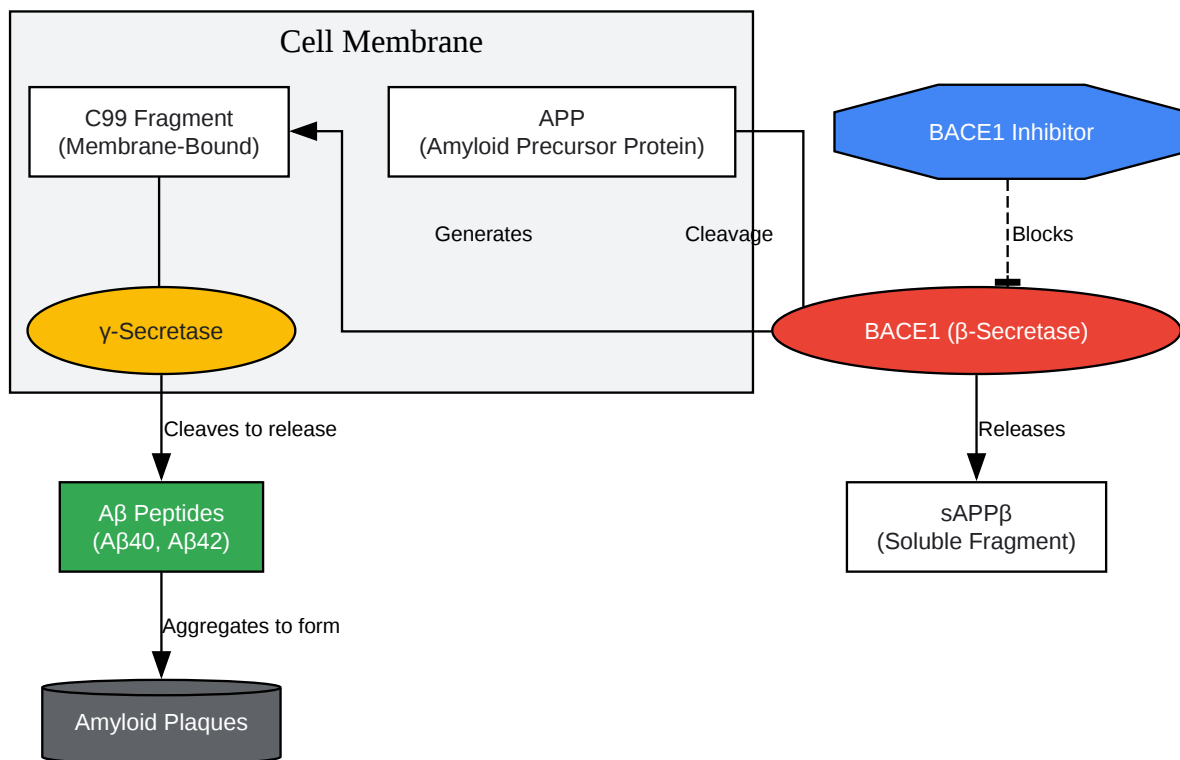 Cell Membrane
C99 Fragment
(Membrane-Bound)
APP
(Amyloid Precursor Protein)
BACE1 Inhibitor
Generates
Cleavage
Blocks
γ-Secretase
BACE1 (β-Secretase)
Cleaves to release
Releases
Aβ Peptides
(Aβ40, Aβ42)
sAPPβ
(Soluble Fragment)
Aggregates to form
Amyloid Plaques